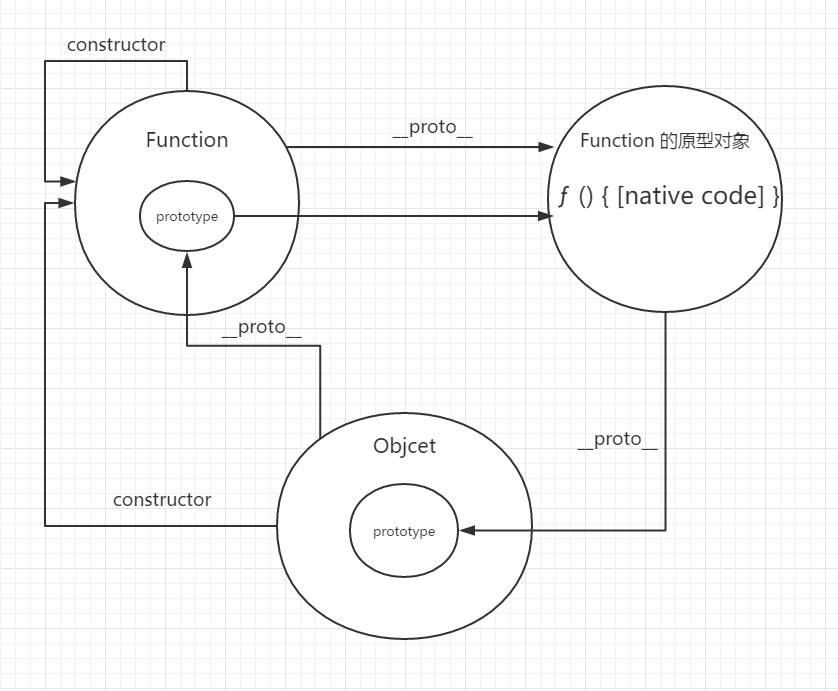 constructor
Function
__proto__
Function 的原型对象
ƒ () { [native code] }
prototype
__proto__
__proto__
Objcet
constructor
prototype